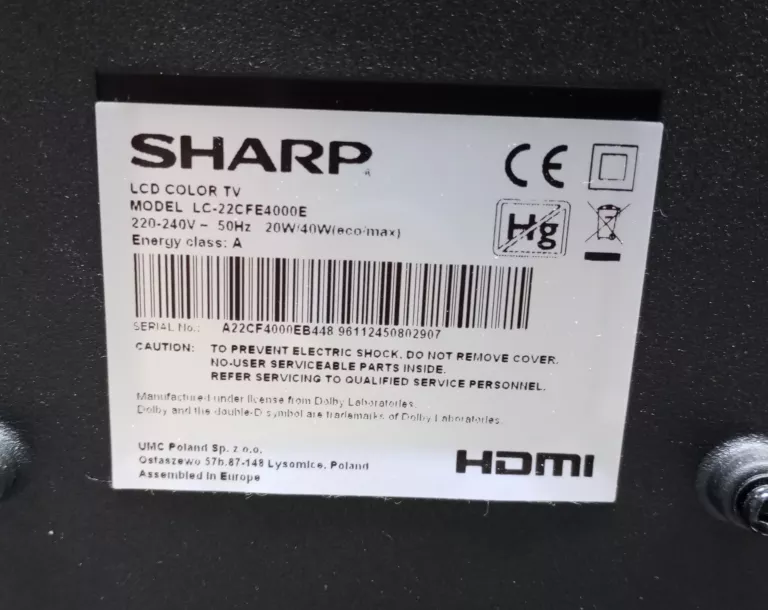 SHARP
LCD COLOR TV
MODEL LC-22CFE4000E
220-240V ~ 50Hz 20W/40W(eco/max)
Energy class: A
CE
Hg
SERIAL No.: A22CF4000EB448 96112450802907
CAUTION: TO PREVENT ELECTRIC SHOCK, DO NOT REMOVE COVER.
NO-USER SERVICEABLE PARTS INSIDE.
REFER SERVICING TO QUALIFIED SERVICE PERSONNEL.
Manufactured under license from Dolby Laboratories.
Dolby and the double-D symbol are trademarks of Dolby Laboratories.
UMC Poland Sp. z o.o.
Ostaszewo 57b,87-148 Lysomice, Poland
Assembled in Europe
HDMI